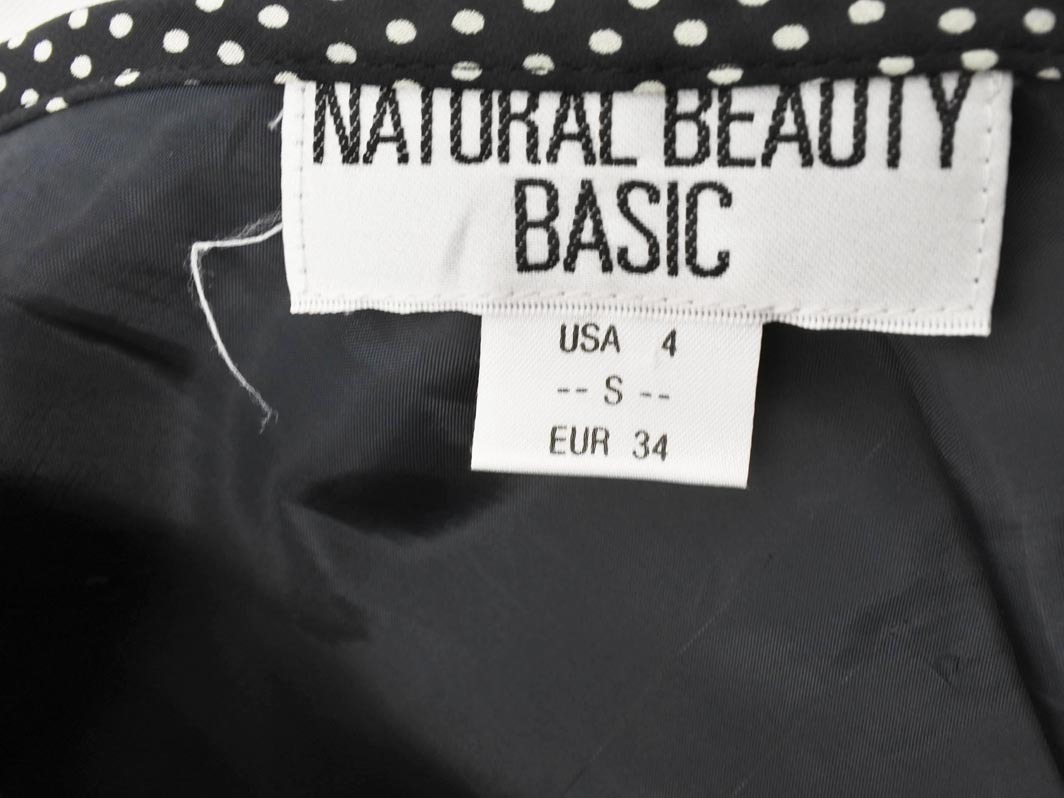 NATURAL BEAUTY
BASIC
USA 4
-- S --
EUR 34